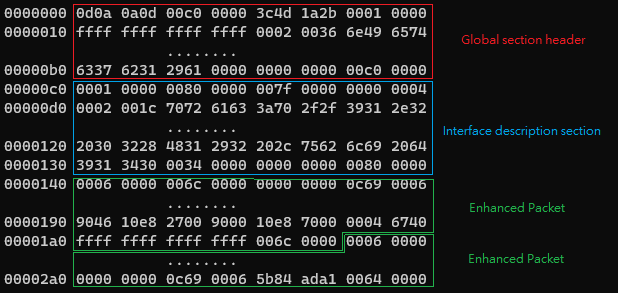 0000000 0d0a 0a0d 00c0 0000 3c4d 1a2b 0001 0000
0000010 ffff ffff ffff ffff 0002 0036 6e49 6574
........
00000b0 6337 6231 2961 0000 0000 0000 00c0 0000
Global section header
00000c0 0001 0000 0080 0000 007f 0000 0000 0004
00000d0 0002 001c 7072 6163 3a70 2f2f 3931 2e32
........
0000120 2030 3228 4831 2932 202c 7562 6c69 2064
0000130 3931 3430 0034 0000 0000 0000 0080 0000
Interface description section
0000140 0006 0000 006c 0000 0000 0000 0c69 0006
........
0000190 9046 10e8 2700 9000 10e8 7000 0004 6740
00001a0 ffff ffff ffff ffff 006c 0000 0006 0000
Enhanced Packet
........
00002a0 0000 0000 0c69 0006 5b84 ada1 0064 0000
Enhanced Packet